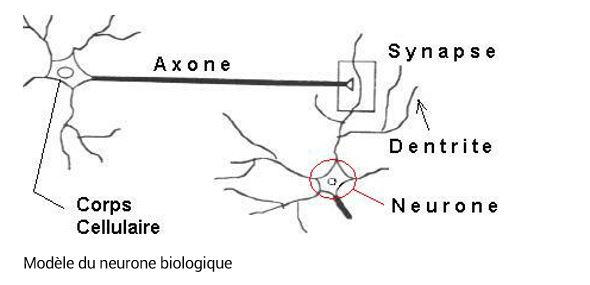 Axone
Synapse
Dentrite
Corps
Cellulaire
Neurone
Modèle du neurone biologique